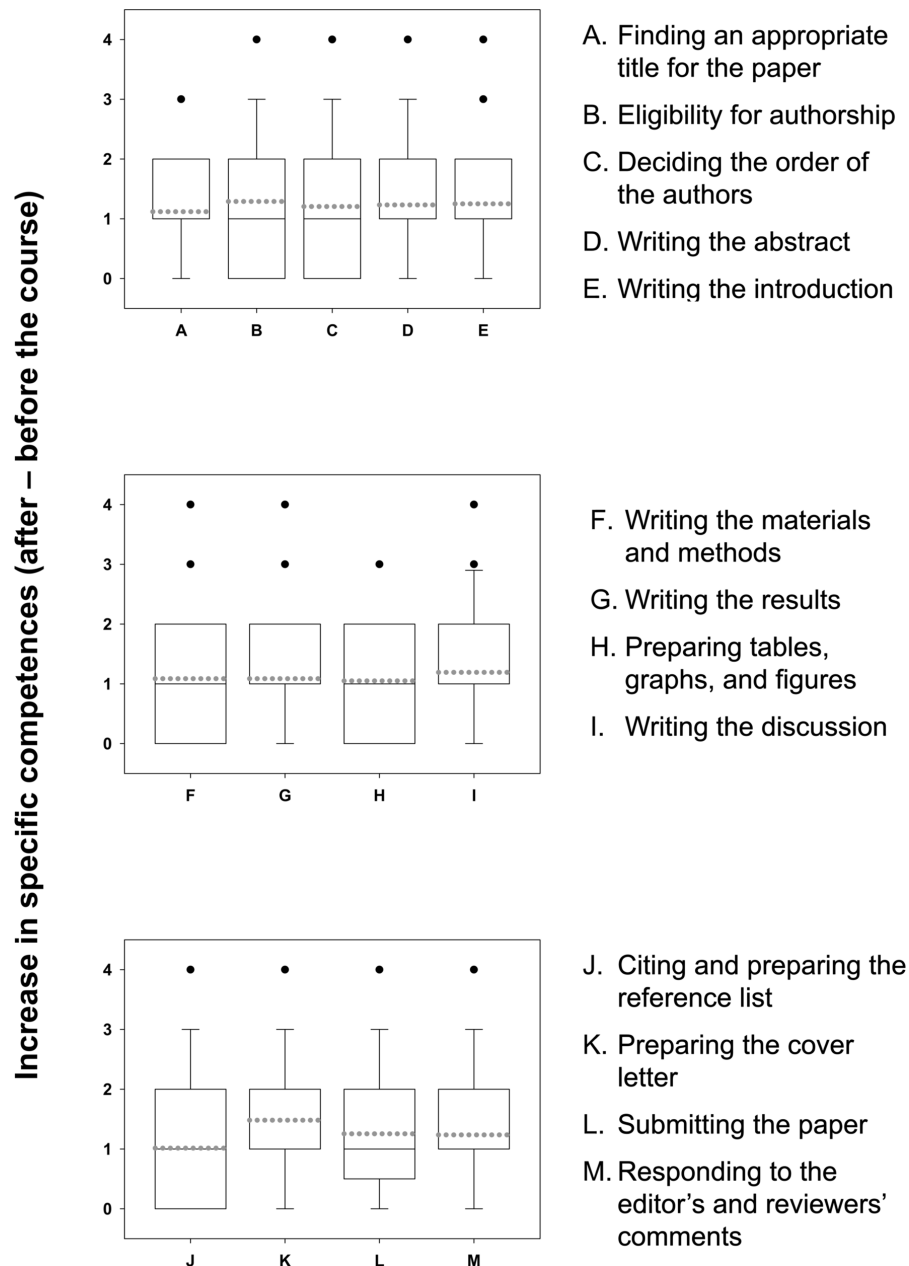 Increase in specific competences (after – before the course)
4
3
2
1
0
A B C D E
A. Finding an appropriate
title for the paper
B. Eligibility for authorship
C. Deciding the order of
the authors
D. Writing the abstract
E. Writing the introduction
4
3
2
1
0
F G H I
F. Writing the materials
and methods
G. Writing the results
H. Preparing tables,
graphs, and figures
I. Writing the discussion
4
3
2
1
0
J K L M
J. Citing and preparing the
reference list
K. Preparing the cover
letter
L. Submitting the paper
M. Responding to the
editor’s and reviewers’
comments